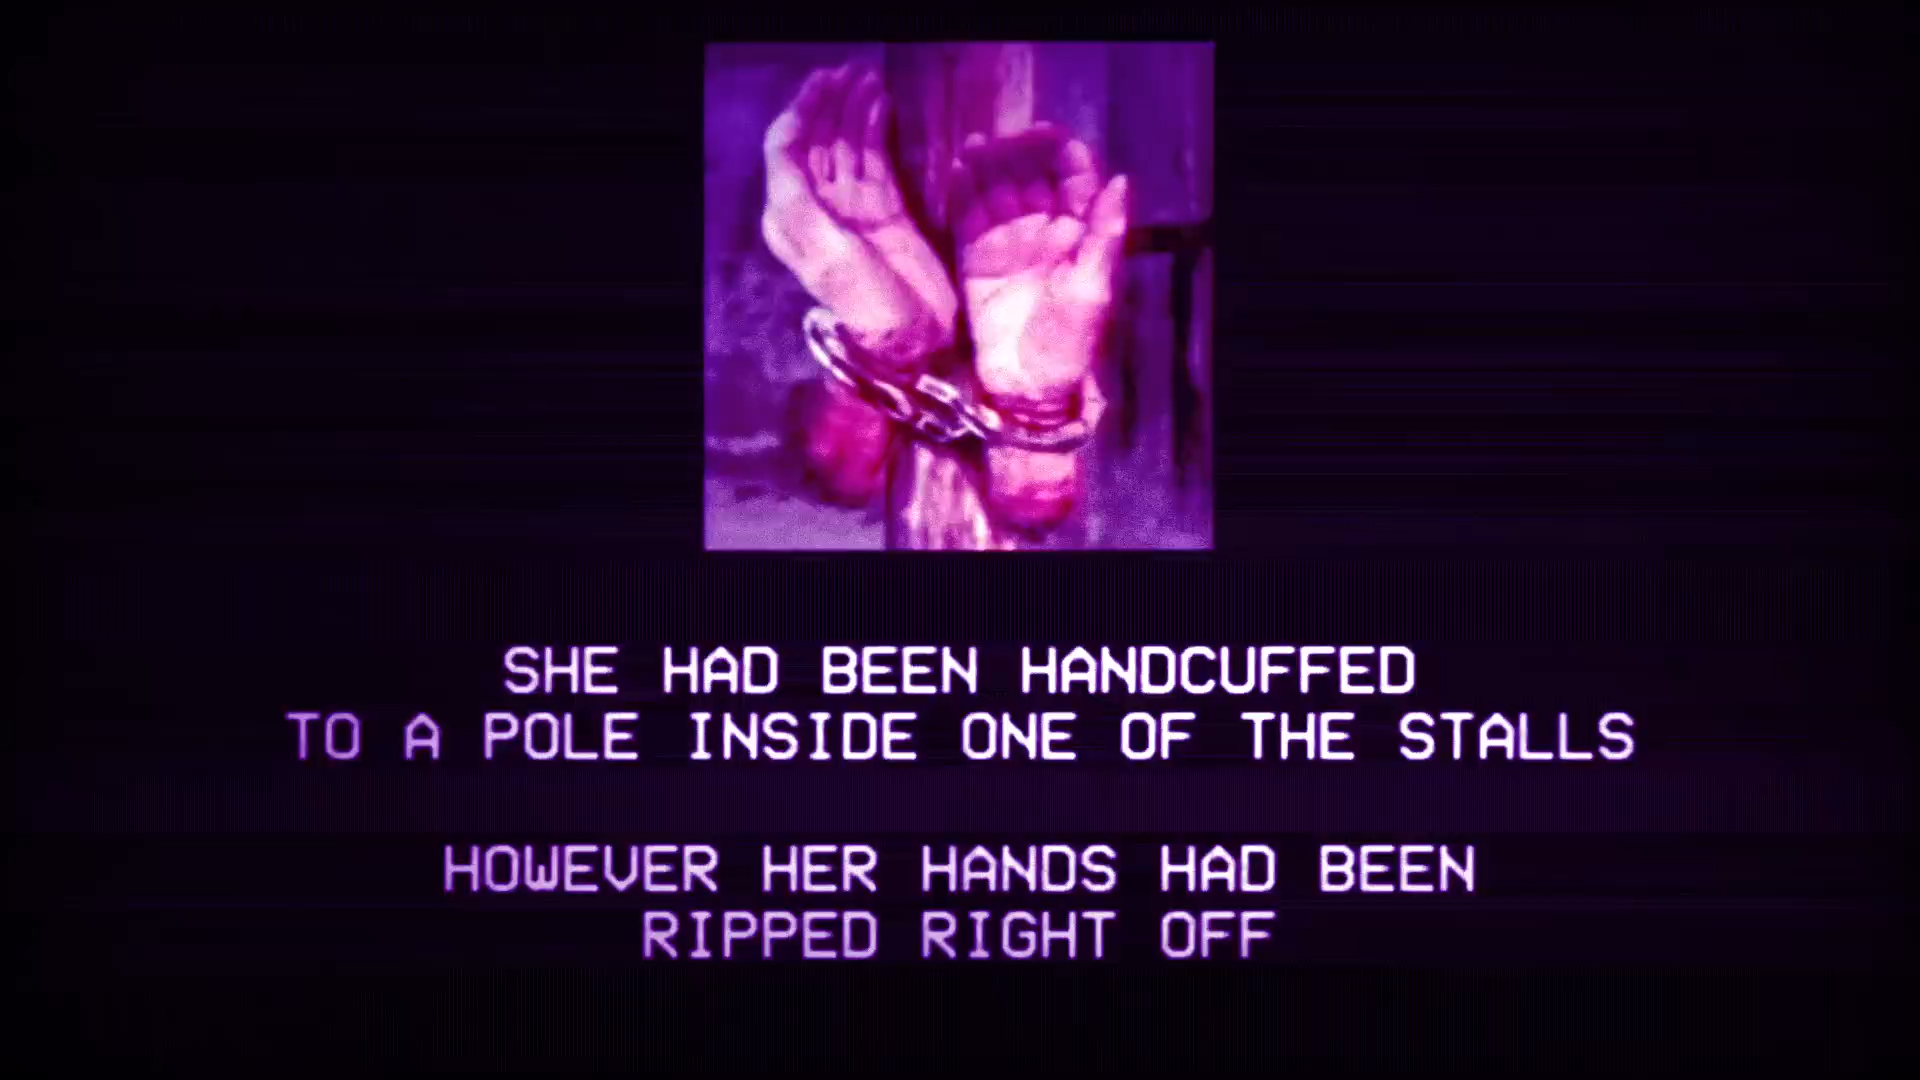 SHE HAD BEEN HANDCUFFED
TO A POLE INSIDE ONE OF THE STALLS
HOWEVER HER HANDS HAD BEEN
RIPPED RIGHT OFF